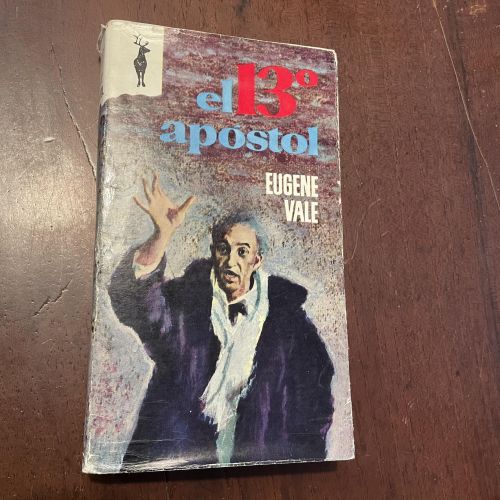 el 13º
apostol
EUGENE
VALE